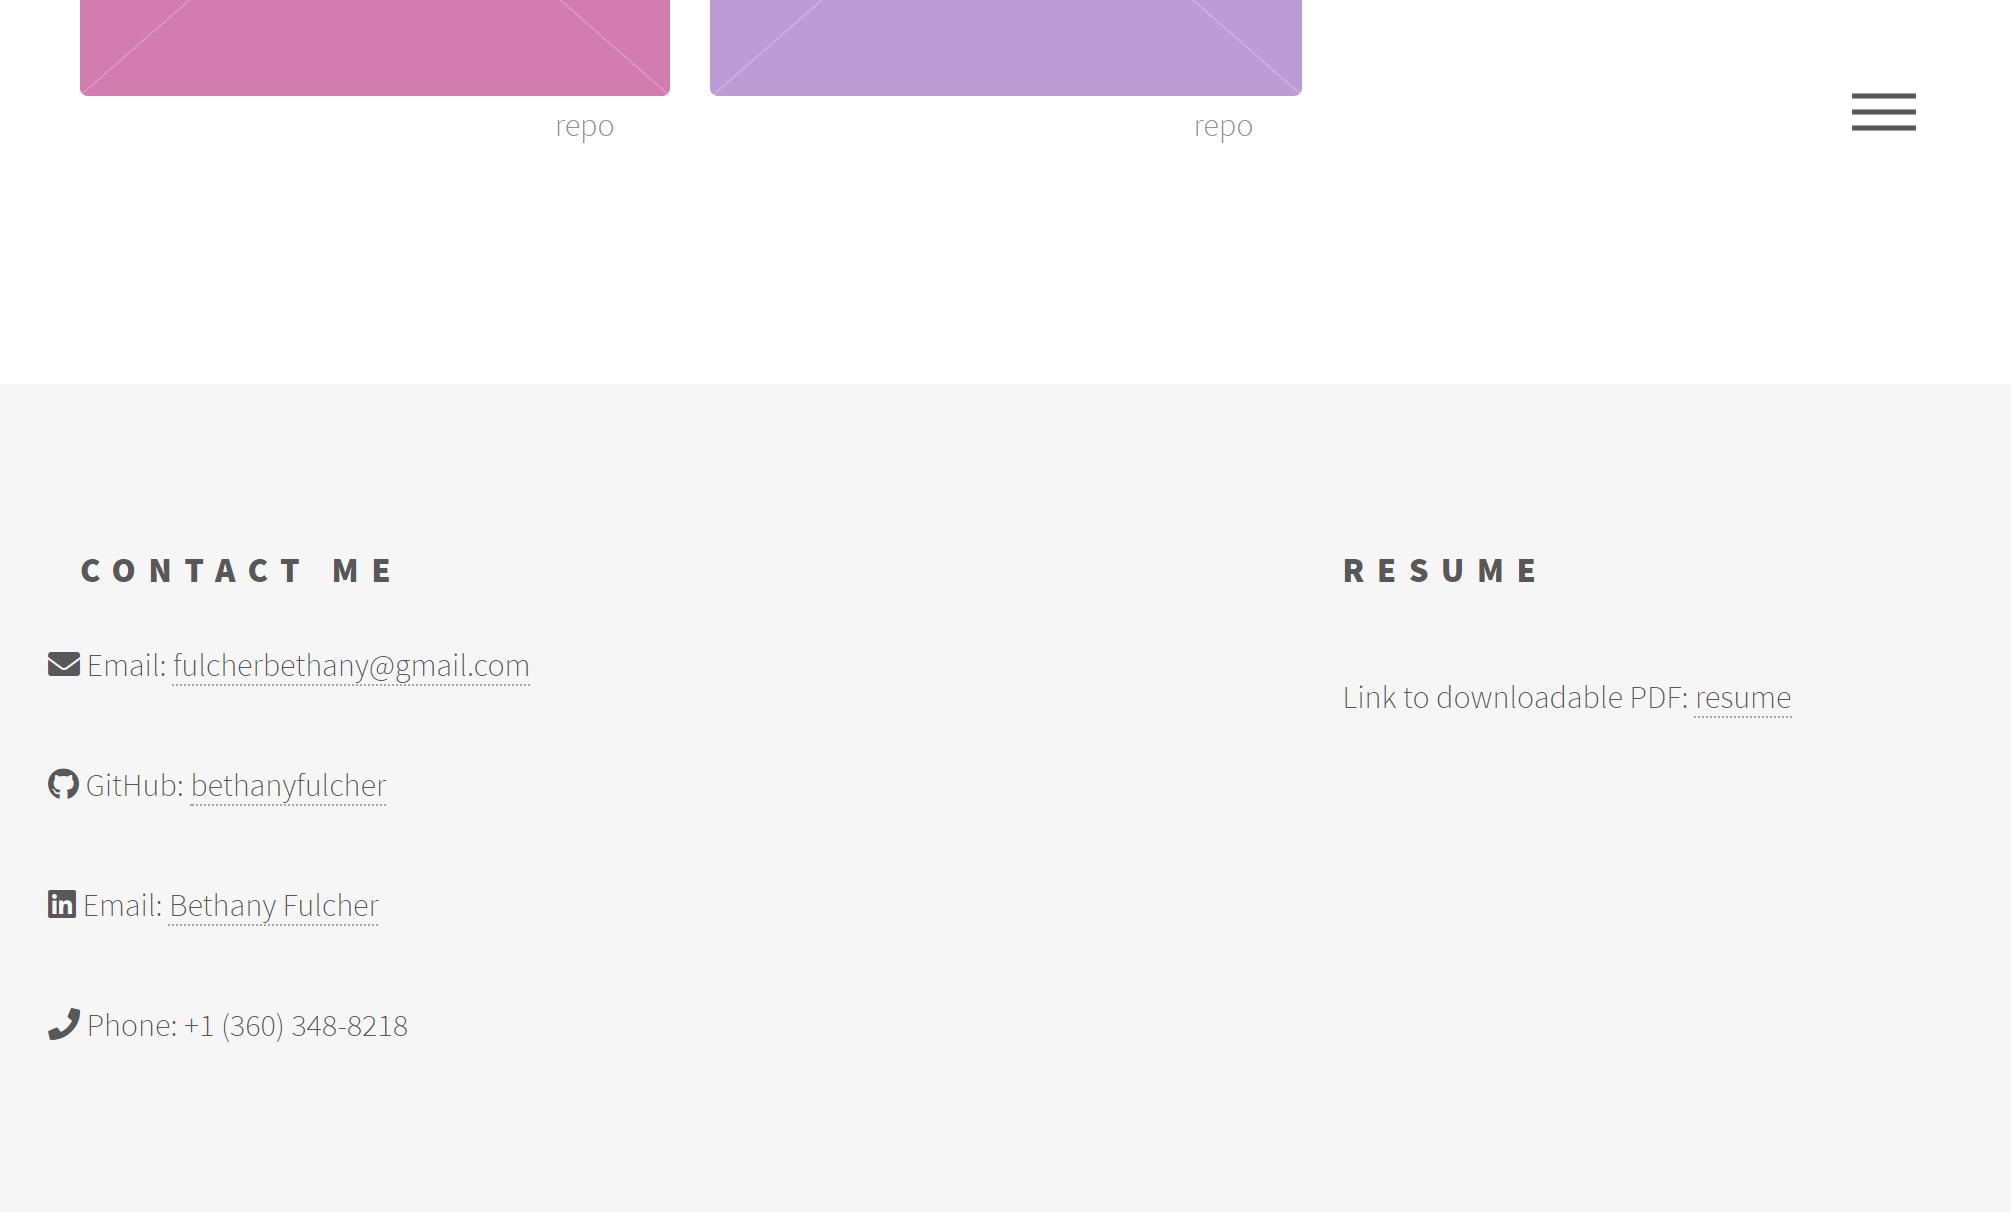 repo
repo
CONTACT ME
Email: fulcherbethany@gmail.com
GitHub: bethanyfulcher
in Email: Bethany Fulcher
Phone: +1 (360) 348-8218
RESUME
Link to downloadable PDF: resume